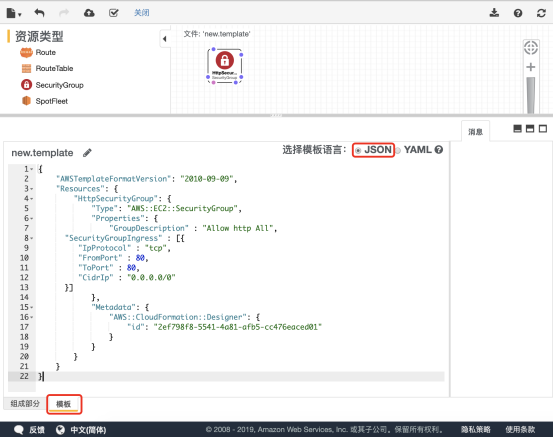 关闭
资源类型
Route
RouteTable
SecurityGroup
SpotFleet
文件: 'new.template'
HttpSecur...
SecurityGroup
消息
new.template
选择模板语言: JSON YAML
1 {
2 "AWSTemplateFormatVersion": "2010-09-09",
3 "Resources": {
4 "HttpSecurityGroup": {
5 "Type": "AWS::EC2::SecurityGroup",
6 "Properties": {
7 "GroupDescription" : "Allow http All",
8 "SecurityGroupIngress" : [{
9 "IpProtocol" : "tcp",
10 "FromPort" : 80,
11 "ToPort" : 80,
12 "CidrIp" : "0.0.0.0/0"
13 }]
14 },
15 "Metadata": {
16 "AWS::CloudFormation::Designer": {
17 "id": "2ef798f8-5541-4a81-afb5-cc476eaced01"
18 }
19 }
20 }
21 }
22 }
组成部分 模板
反馈 中文(简体) © 2008 - 2019, Amazon Web Services, Inc. 或其子公司。保留所有权利。 隐私策略 使用条款